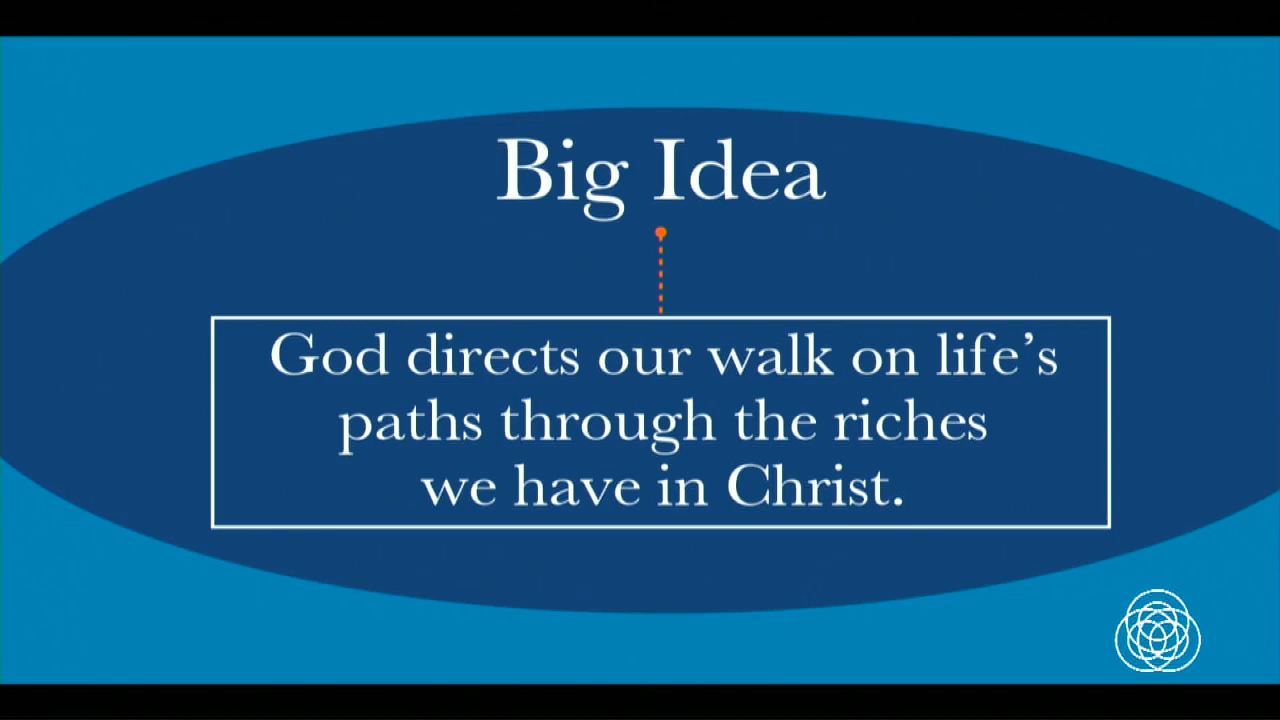 Big Idea
God directs our walk on life’s
paths through the riches
we have in Christ.